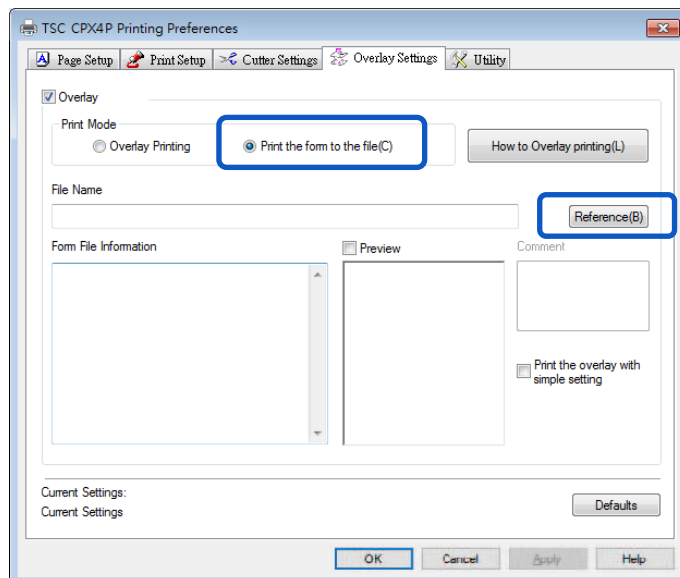 TSC CPX4P Printing Preferences
Page Setup Print Setup Cutter Settings Overlay Settings Utility
Overlay
Print Mode
Overlay Printing Print the form to the file(C) How to Overlay printing(L)
File Name
Reference(B)
Form File Information Preview Comment
Print the overlay with
simple setting
Current Settings:
Current Settings
Defaults
OK Cancel Apply Help